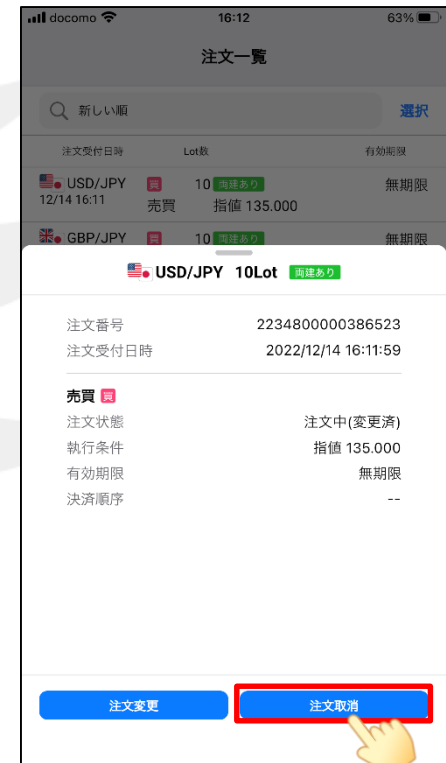 docomo 16:12 63%
注文一覧
新しい順 選択
注文受付日時 Lot数 有効期限
USD/JPY 買 10 両建あり 無期限
12/14 16:11 売買 指値 135.000
GBP/JPY 買 10 両建あり 無期限
USD/JPY 10Lot 両建あり
注文番号 2234800000386523
注文受付日時 2022/12/14 16:11:59
売買 買
注文状態 注文中(変更済)
執行条件 指値 135.000
有効期限 無期限
決済順序 --
注文変更 注文取消